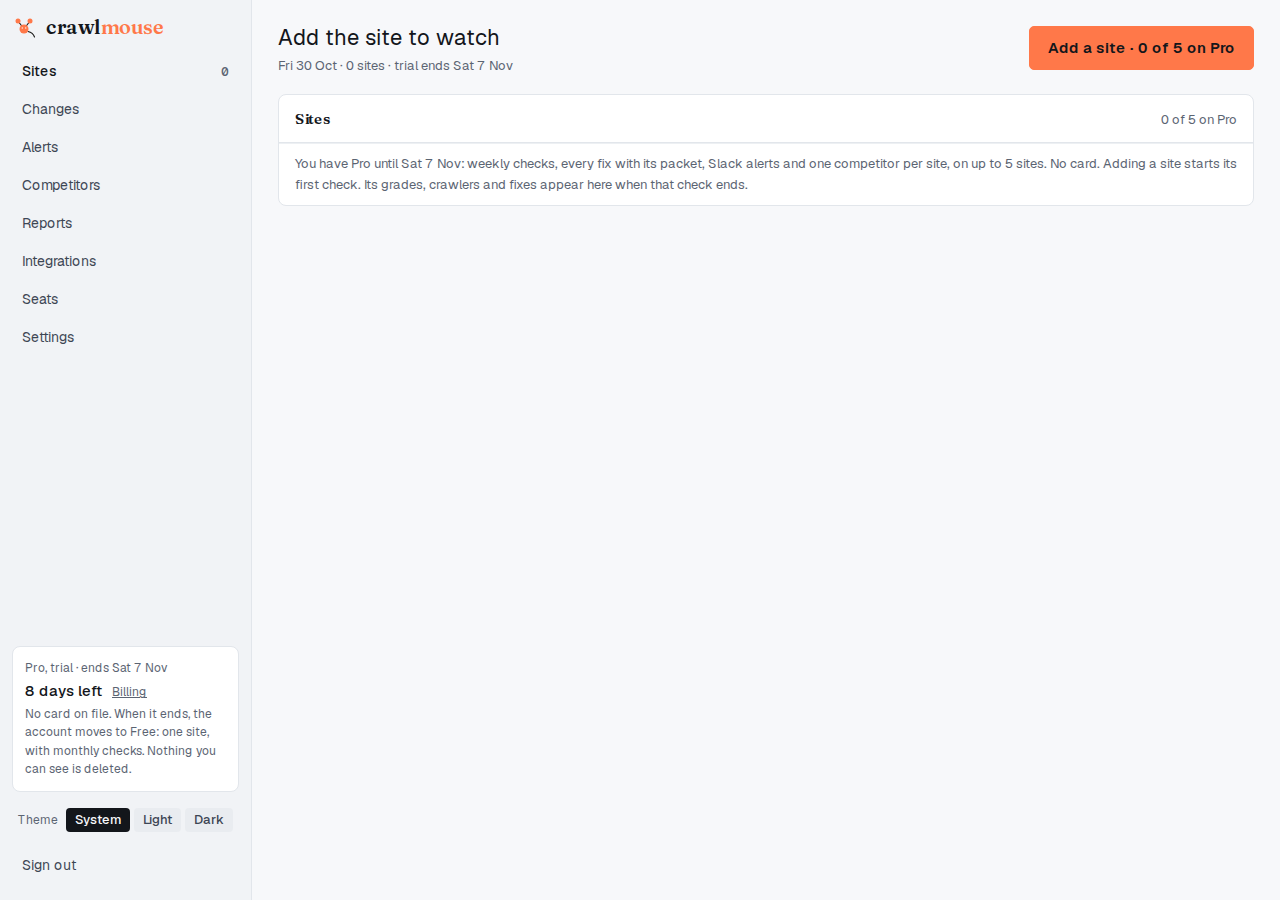 crawlmouse
Sites 0
Changes
Alerts
Competitors
Reports
Integrations
Seats
Settings
Pro, trial · ends Sat 7 Nov
8 days left Billing
No card on file. When it ends, the
account moves to Free: one site,
with monthly checks. Nothing you
can see is deleted.
Theme System Light Dark
Sign out
Add the site to watch
Fri 30 Oct · 0 sites · trial ends Sat 7 Nov
Add a site · 0 of 5 on Pro
Sites 0 of 5 on Pro
You have Pro until Sat 7 Nov: weekly checks, every fix with its packet, Slack alerts and one competitor per site, on up to 5 sites. No card. Adding a site starts its
first check. Its grades, crawlers and fixes appear here when that check ends.